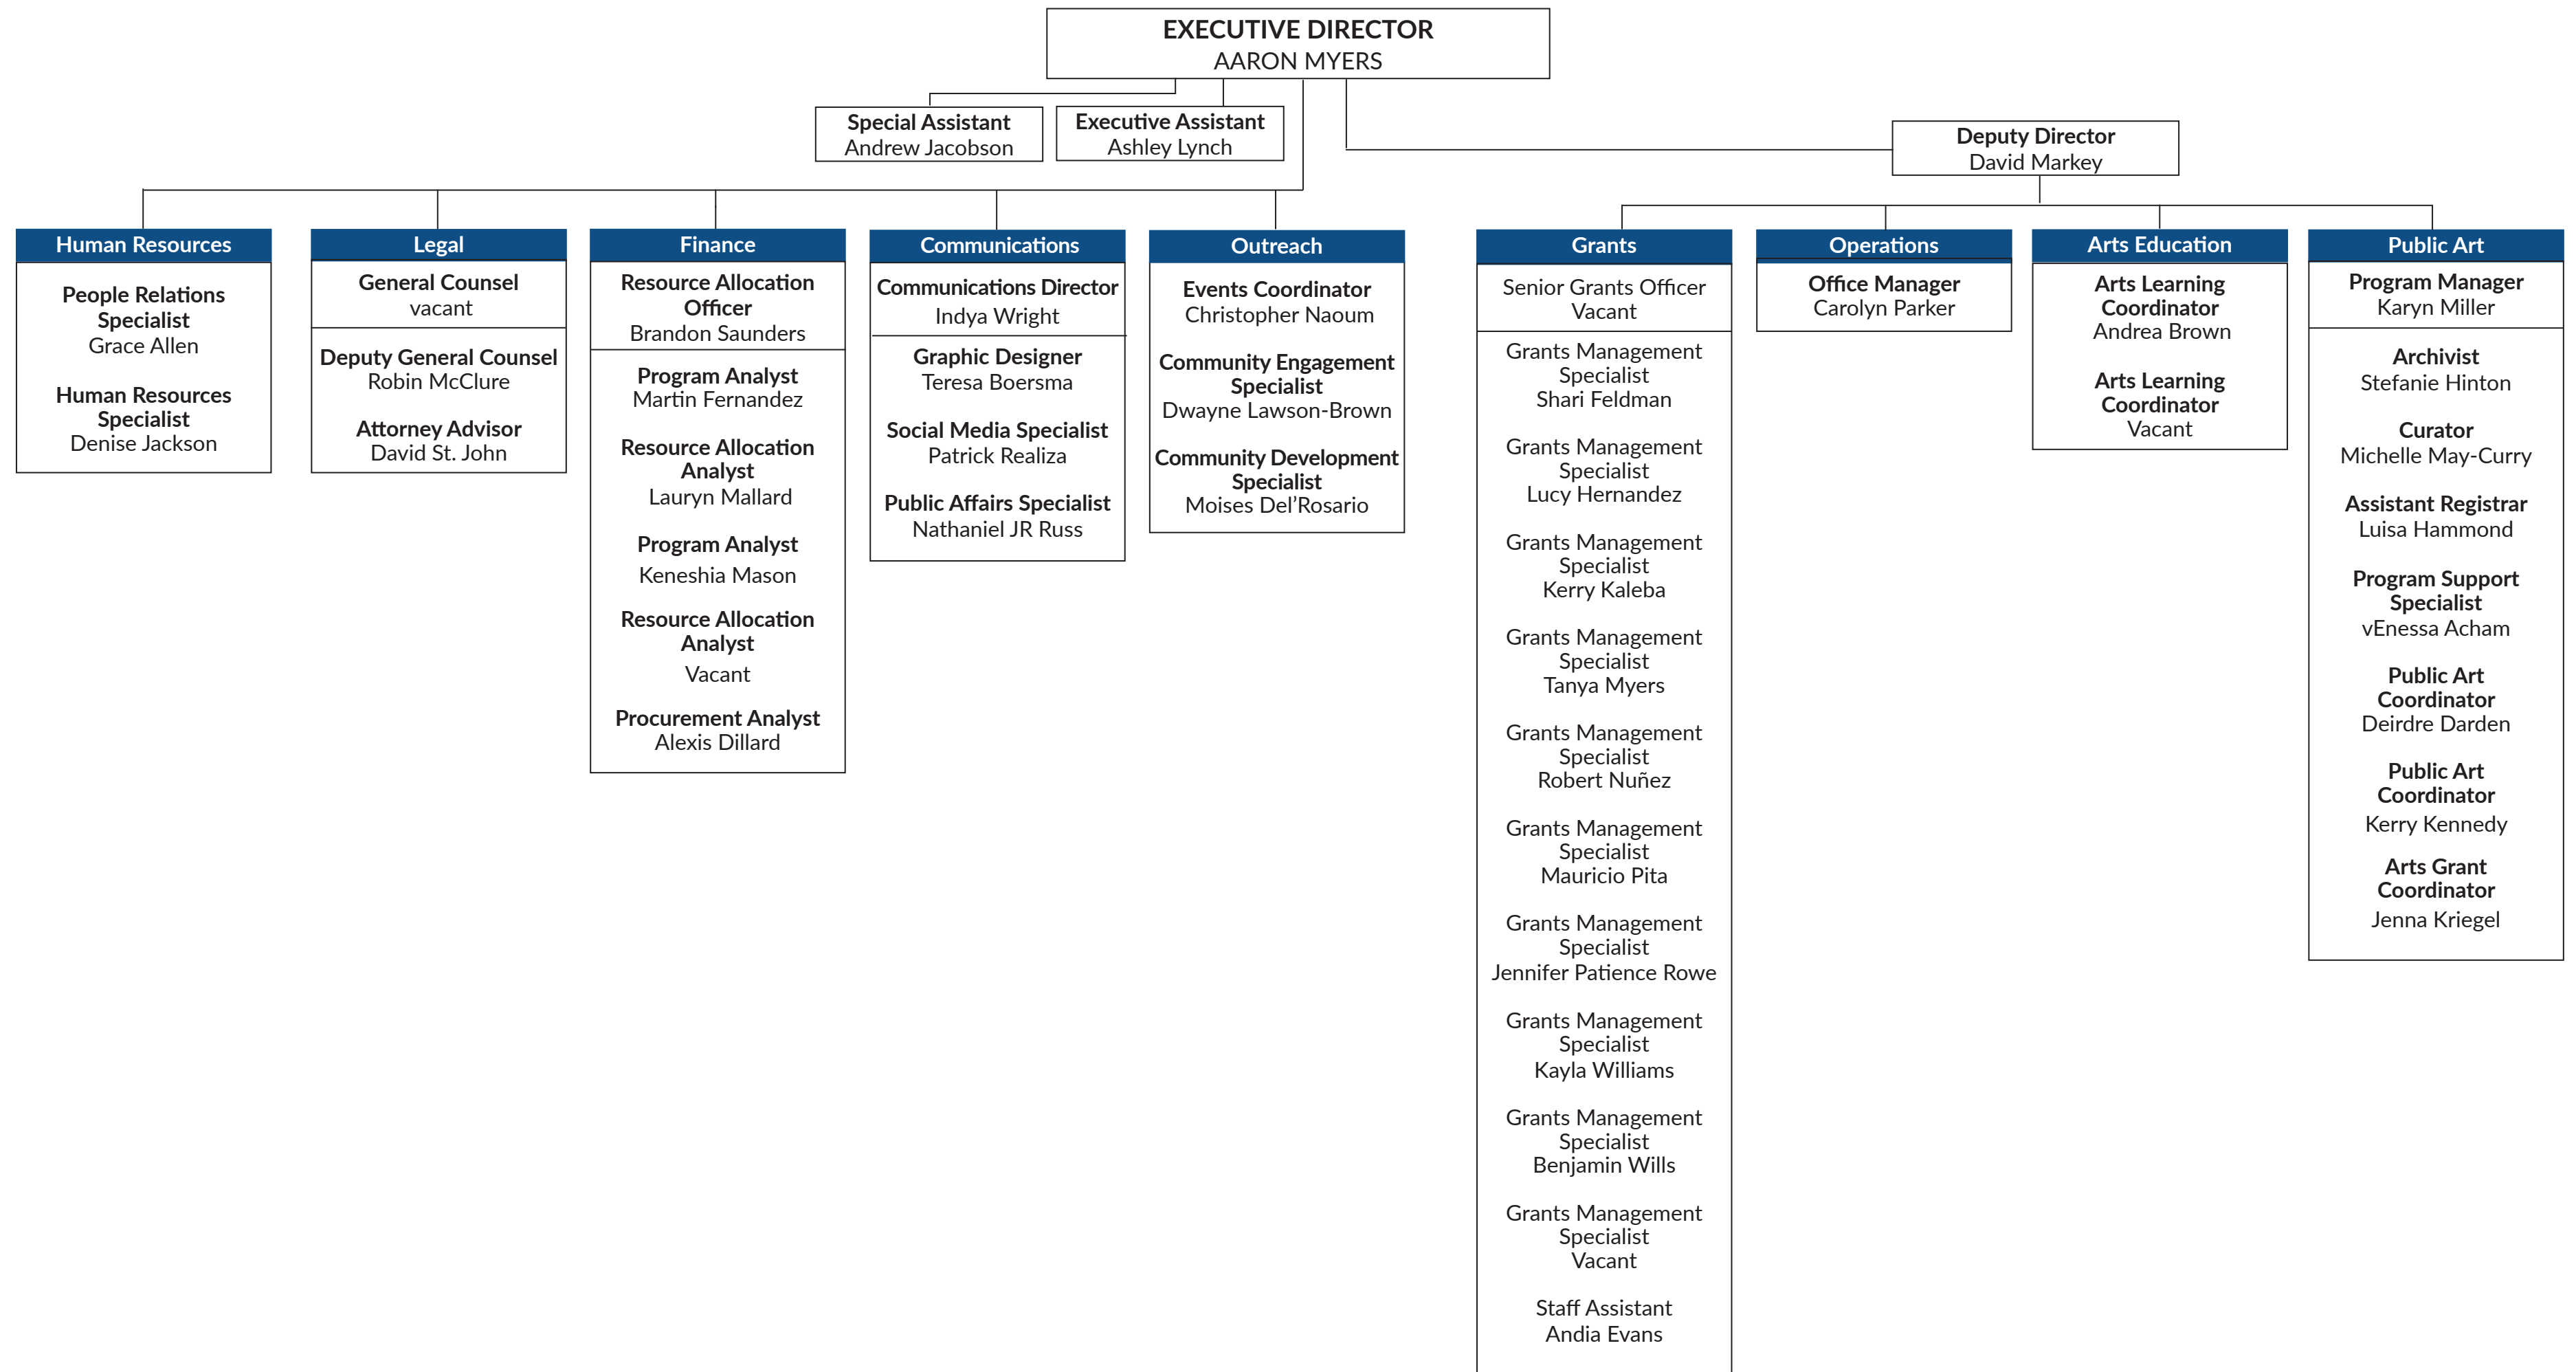 EXECUTIVE DIRECTOR
AARON MYERS
Special Assistant
Andrew Jacobson
Executive Assistant
Ashley Lynch
Deputy Director
David Markey
Human Resources
People Relations
Specialist
Grace Allen
Human Resources
Specialist
Denise Jackson
Legal
General Counsel
vacant
Deputy General Counsel
Robin McClure
Attorney Advisor
David St. John
Finance
Resource Allocation
Officer
Brandon Saunders
Program Analyst
Martin Fernandez
Resource Allocation
Analyst
Lauryn Mallard
Program Analyst
Keneshia Mason
Resource Allocation
Analyst
Vacant
Procurement Analyst
Alexis Dillard
Communications
Communications Director
Indya Wright
Graphic Designer
Teresa Boersma
Social Media Specialist
Patrick Realiza
Public Affairs Specialist
Nathaniel JR Russ
Outreach
Events Coordinator
Christopher Naoum
Community Engagement
Specialist
Dwayne Lawson-Brown
Community Development
Specialist
Moises Del’Rosario
Grants
Senior Grants Officer
Vacant
Grants Management
Specialist
Shari Feldman
Grants Management
Specialist
Lucy Hernandez
Grants Management
Specialist
Kerry Kaleba
Grants Management
Specialist
Tanya Myers
Grants Management
Specialist
Robert Nuñez
Grants Management
Specialist
Mauricio Pita
Grants Management
Specialist
Jennifer Patience Rowe
Grants Management
Specialist
Kayla Williams
Grants Management
Specialist
Benjamin Wills
Grants Management
Specialist
Vacant
Staff Assistant
Andia Evans
Operations
Office Manager
Carolyn Parker
Arts Education
Arts Learning
Coordinator
Andrea Brown
Arts Learning
Coordinator
Vacant
Public Art
Program Manager
Karyn Miller
Archivist
Stefanie Hinton
Curator
Michelle May-Curry
Assistant Registrar
Luisa Hammond
Program Support
Specialist
vEnessa Acham
Public Art
Coordinator
Deirdre Darden
Public Art
Coordinator
Kerry Kennedy
Arts Grant
Coordinator
Jenna Kriegel